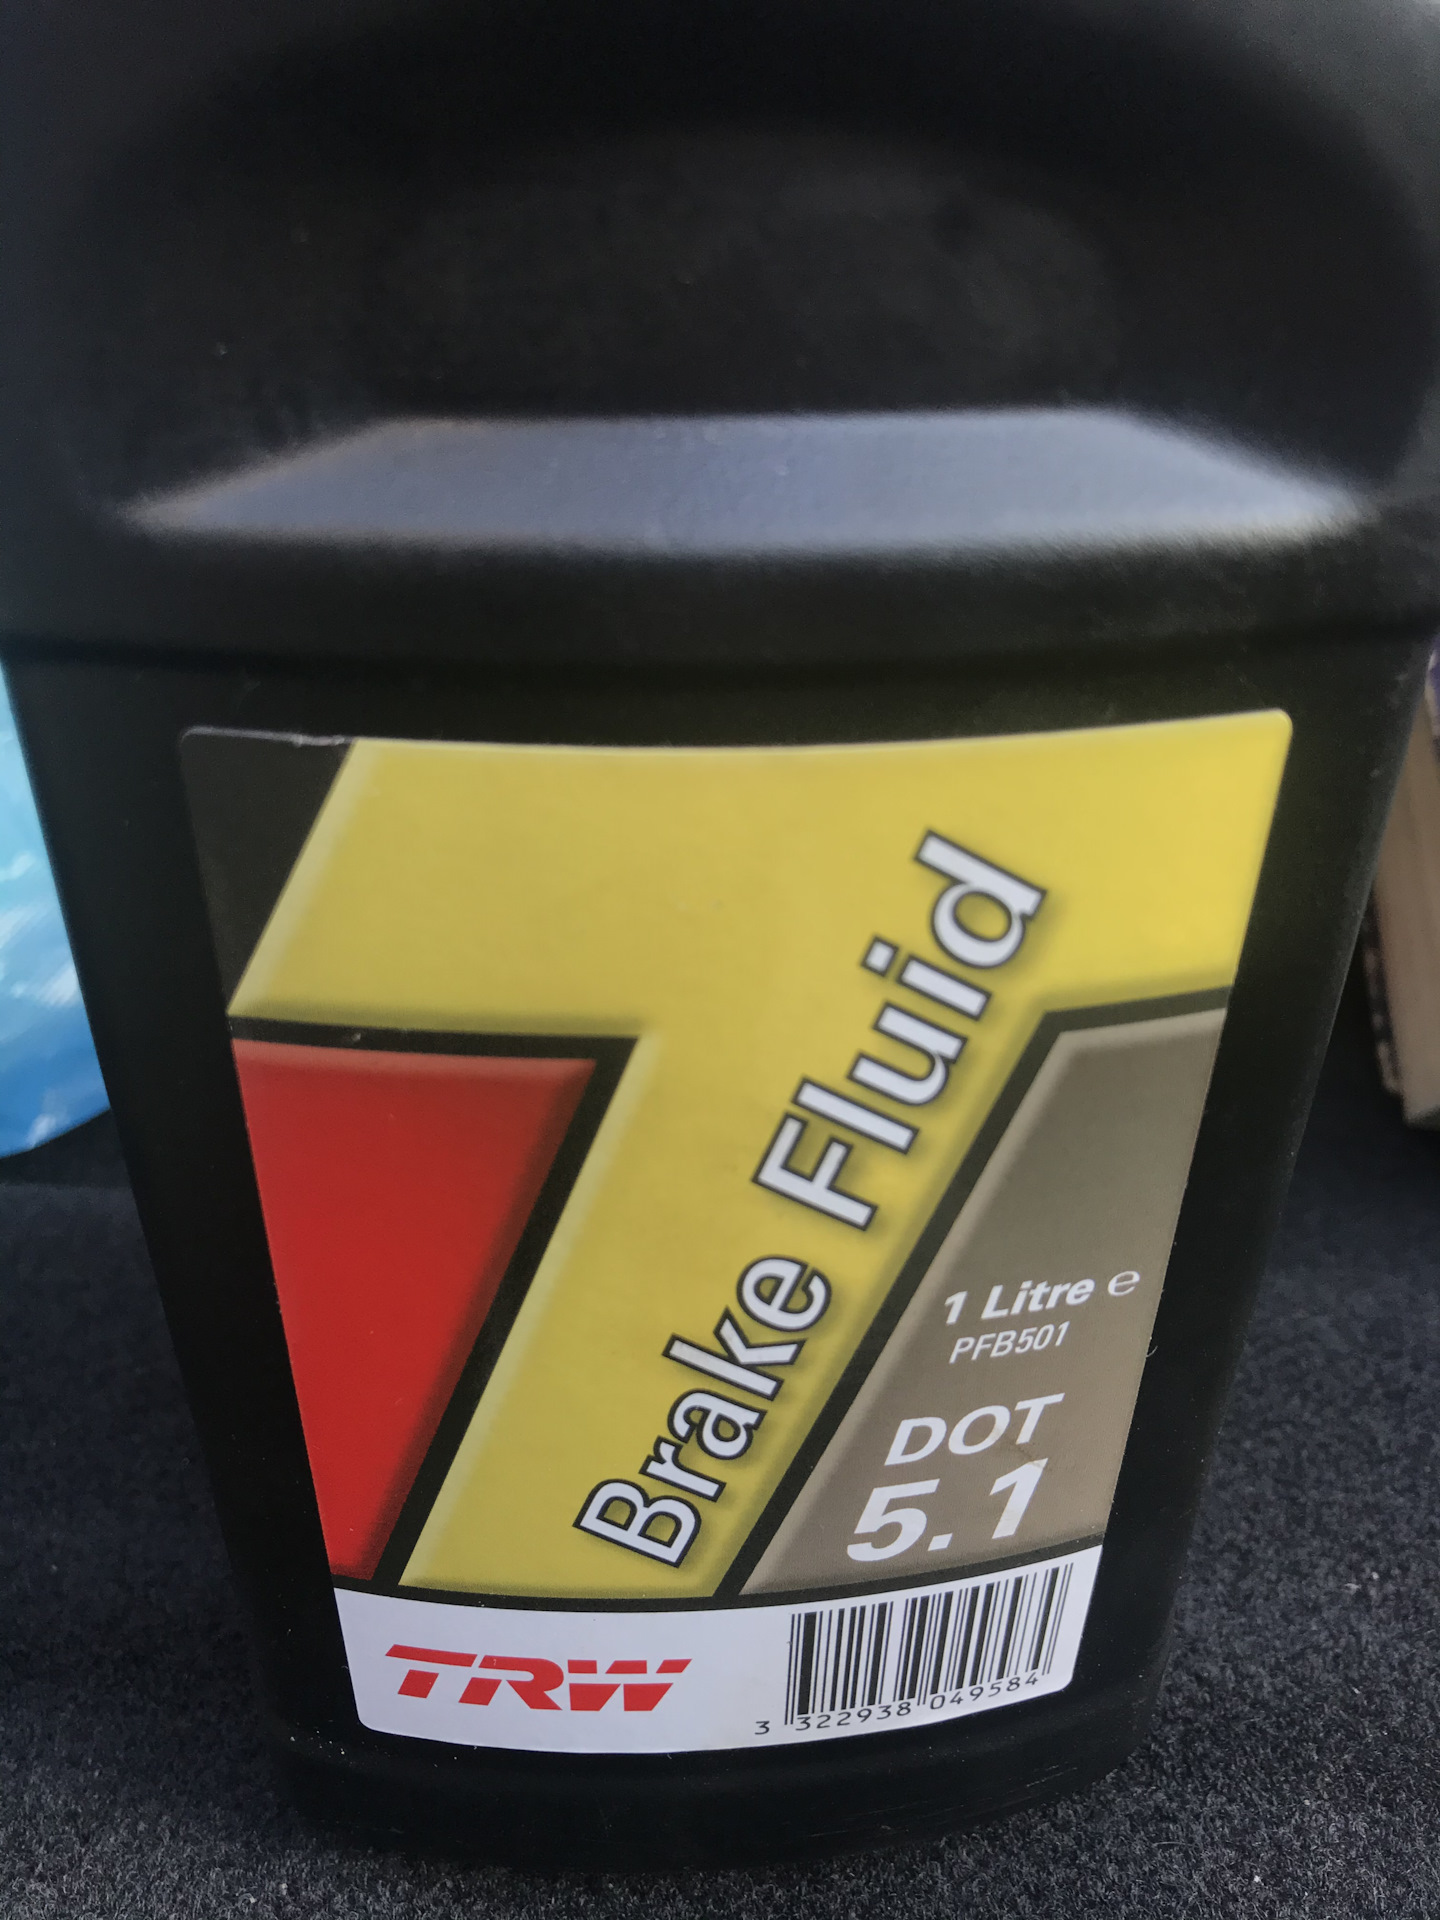 Brake Fluid
1 Litre ℮
PFB501
DOT
5.1
TRW
3 322938 049584